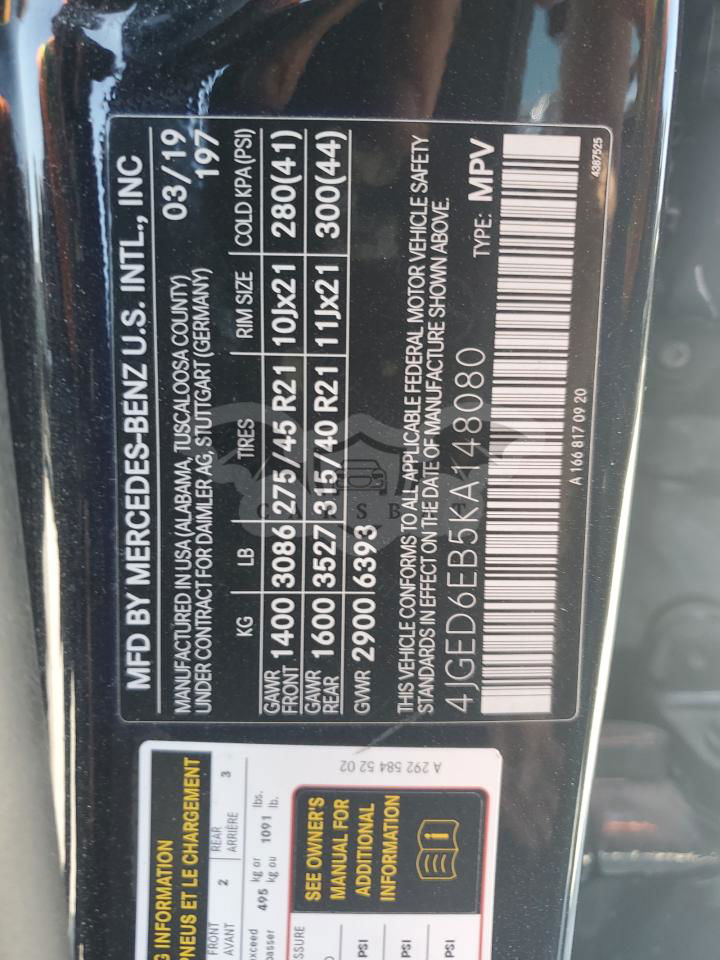 MFD BY MERCEDES-BENZ U.S. INTL., INC
MANUFACTURED IN USA (ALABAMA, TUSCALOOSA COUNTY) 03/19
UNDER CONTRACT FOR DAIMLER AG, STUTTGART (GERMANY) 197
KG LB TIRES RIM SIZE COLD KPA (PSI)
GAWR
FRONT 1400 3086 275/45 R21 10Jx21 280(41)
GAWR
REAR 1600 3527 315/40 R21 11Jx21 300(44)
GVWR 2900 6393
THIS VEHICLE CONFORMS TO ALL APPLICABLE FEDERAL MOTOR VEHICLE SAFETY
STANDARDS IN EFFECT ON THE DATE OF MANUFACTURE SHOWN ABOVE.
4JGED6EB5KA148080 TYPE: MPV
A 166 817 09 20 4387525
INFORMATION
PNEUS ET LE CHARGEMENT
FRONT 2 REAR 3
AVANT ARRIÈRE
495 kg or 1091 lbs.
kg ou lb.
SEE OWNER'S
MANUAL FOR
ADDITIONAL
INFORMATION
PSI
PSI
PSI
A 292 584 52 02